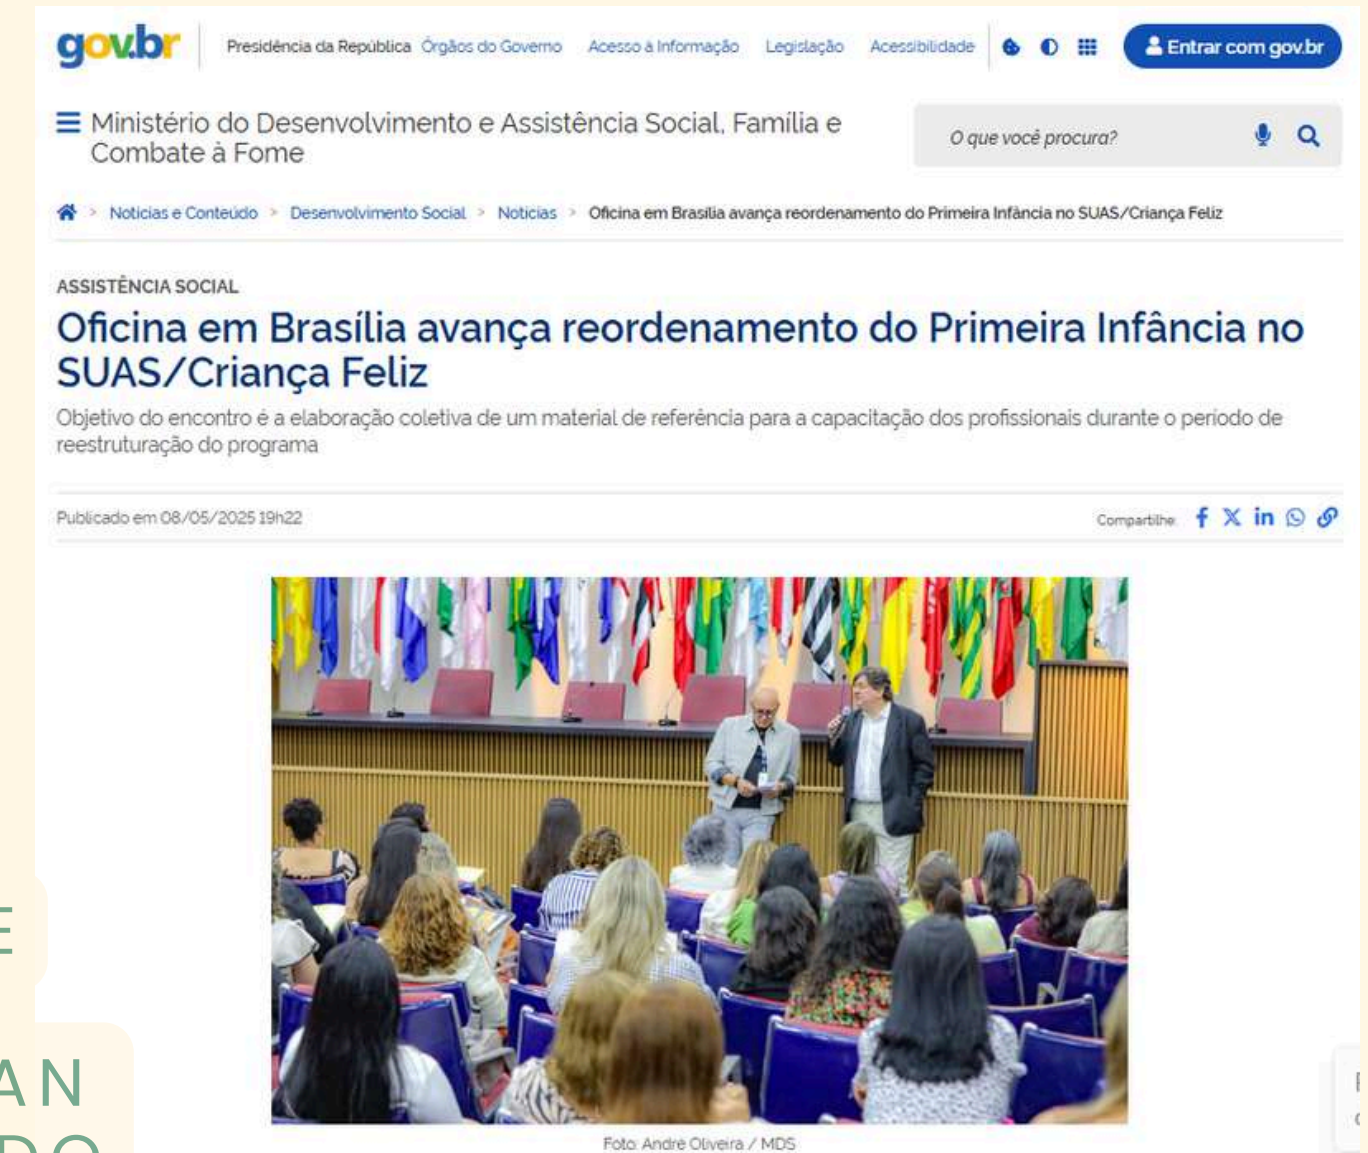 gov.br
Presidência da República Órgãos do Governo Acesso à Informação Legislação Acessibilidade Entrar com gov.br
Ministério do Desenvolvimento e Assistência Social, Família e
Combate à Fome
O que você procura?
> Notícias e Conteúdo > Desenvolvimento Social > Notícias > Oficina em Brasília avança reordenamento do Primeira Infância no SUAS/Criança Feliz
ASSISTÊNCIA SOCIAL
Oficina em Brasília avança reordenamento do Primeira Infância no
SUAS/Criança Feliz
Objetivo do encontro é a elaboração coletiva de um material de referência para a capacitação dos profissionais durante o período de
reestruturação do programa
Publicado em 08/05/2025 19h22
Compartilhe:
Foto: André Oliveira / MDS
E
AN
DO